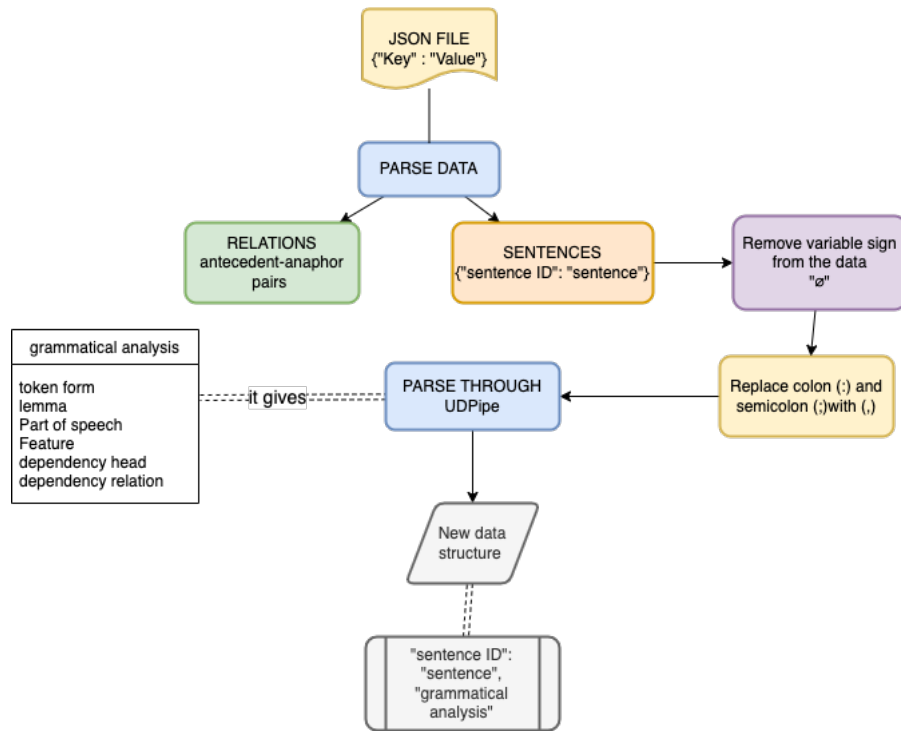 JSON FILE
{"Key" : "Value"}
PARSE DATA
RELATIONS
antecedent-anaphor
pairs
SENTENCES
{"sentence ID": "sentence"}
Remove variable sign
from the data
"ø"
grammatical analysis
token form
lemma
Part of speech
Feature
dependency head
dependency relation
it gives
PARSE THROUGH
UDPipe
Replace colon (:) and
semicolon (;)with (,)
New data
structure
"sentence ID":
"sentence",
"grammatical
analysis"